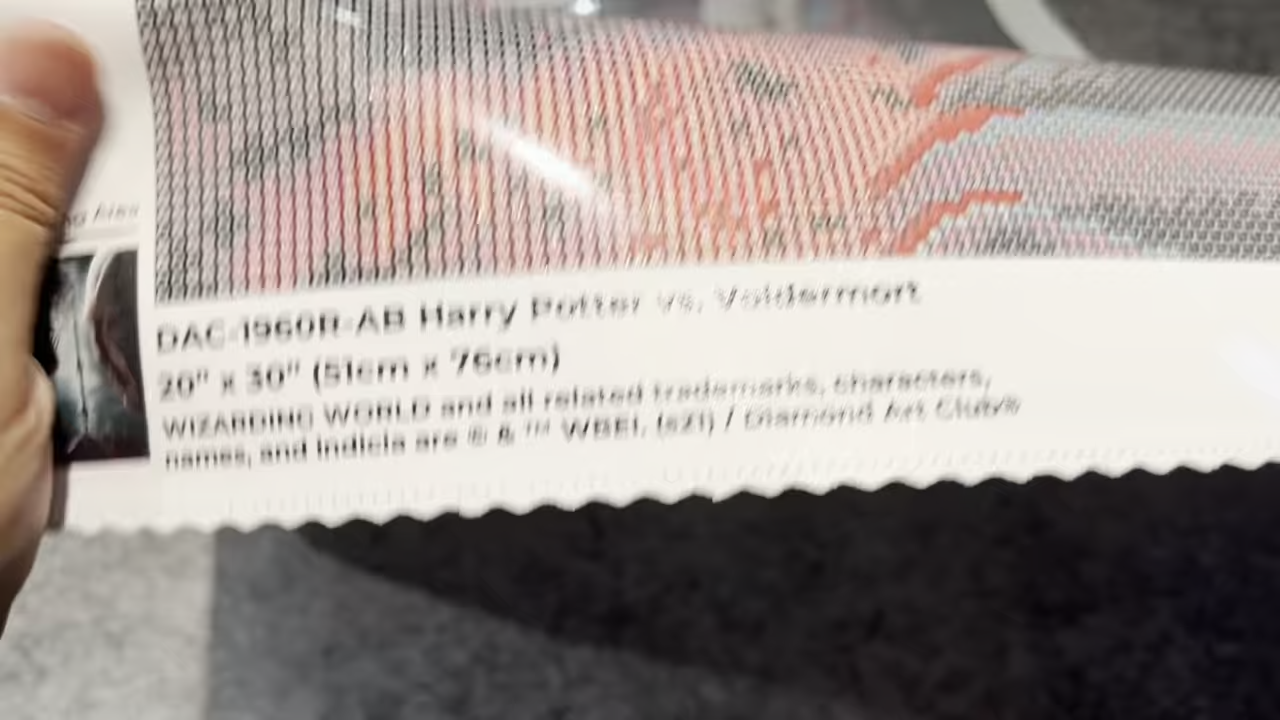 DAC-1960R-AB Harry Potter vs. Voldermort
20" x 30" (51cm x 76cm)
WIZARDING WORLD and all related trademarks, characters,
names, and indicia are © & ™ WBEI. (s21) / Diamond Art Club®